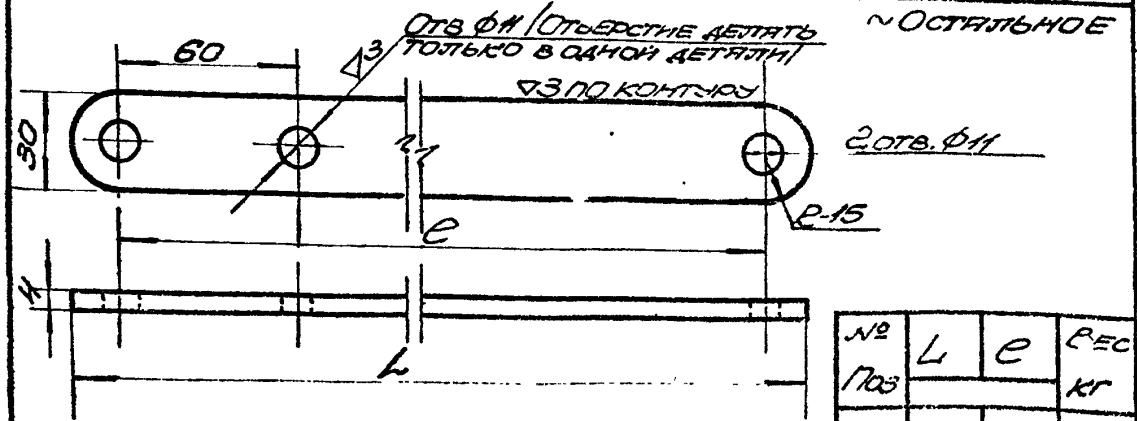 ~ОСТАЛЬНОЕ
ОТВ ф11 /ОТВЕРСТИЕ ДЕЛАТЬ
ТОЛЬКО В ОДНОЙ ДЕТАЛИ/
60
∇3
∇3 ПО КОНТУРУ
30
2 ОТВ. ф11
R-15
e
4
L
№ Поз
L
e
ВЕС КГ